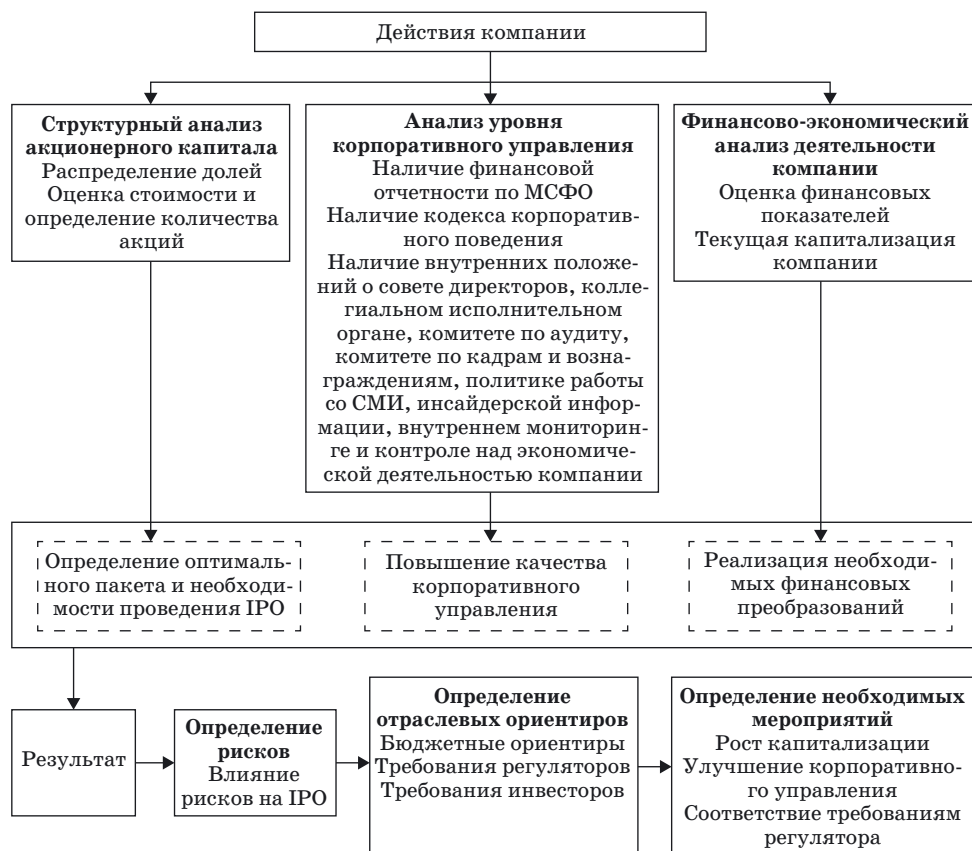 Действия компании
Структурный анализ
акционерного капитала
Распределение долей
Оценка стоимости и
определение количества
акций
Анализ уровня
корпоративного управления
Наличие финансовой
отчетности по МСФО
Наличие кодекса корпоратив-
ного поведения
Наличие внутренних положе-
ний о совете директоров, колле-
гиальном исполнительном
органе, комитете по аудиту,
комитете по кадрам и возна-
граждениям, политике работы
со СМИ, инсайдерской инфор-
мации, внутреннем мониторин-
ге и контроле над экономиче-
ской деятельностью компании
Финансово-экономический
анализ деятельности
компании
Оценка финансовых
показателей
Текущая капитализация
компании
Определение оптималь-
ного пакета и необходи-
мости проведения IPO
Повышение качества
корпоративного
управления
Реализация необходи-
мых финансовых
преобразований
Результат
Определение
рисков
Влияние
рисков на IPO
Определение
отраслевых ориентиров
Бюджетные ориентиры
Требования регуляторов
Требования инвесторов
Определение необходимых
мероприятий
Рост капитализации
Улучшение корпоративно-
го управления
Соответствие требованиям
регулятора